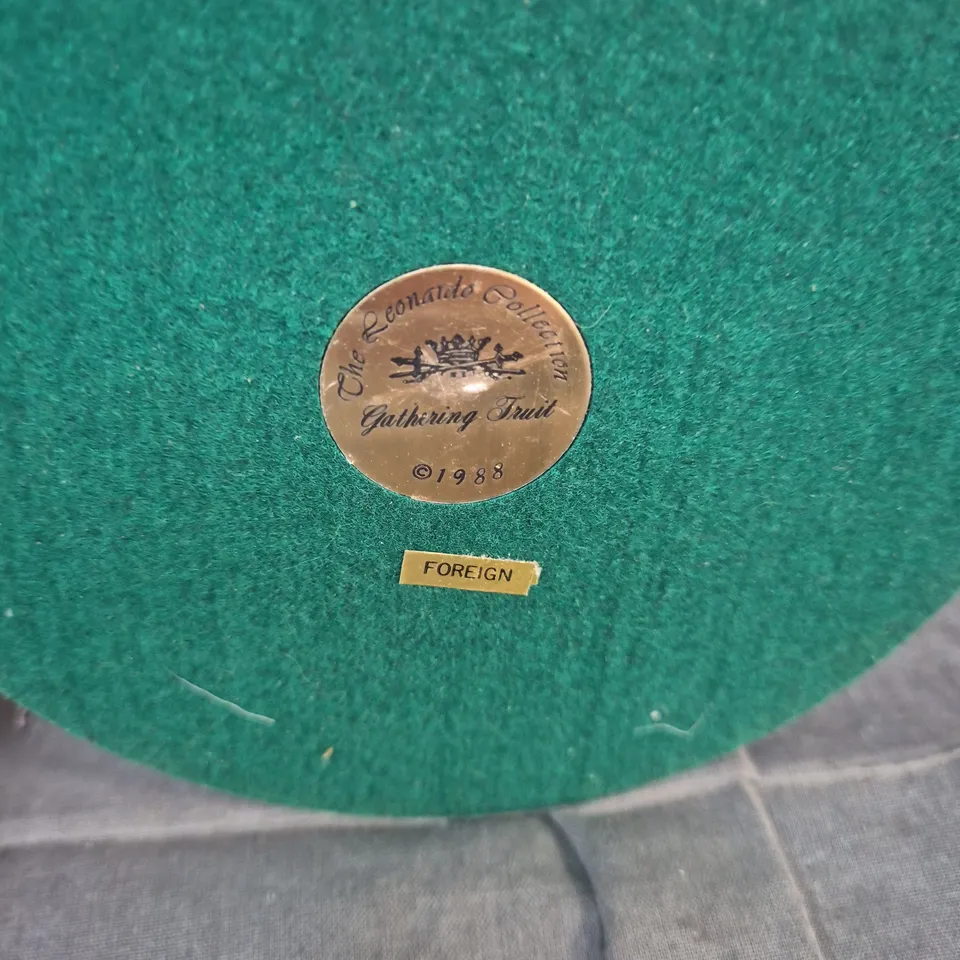 The Leonardo Collection
Gathering Fruit
©1988
FOREIGN